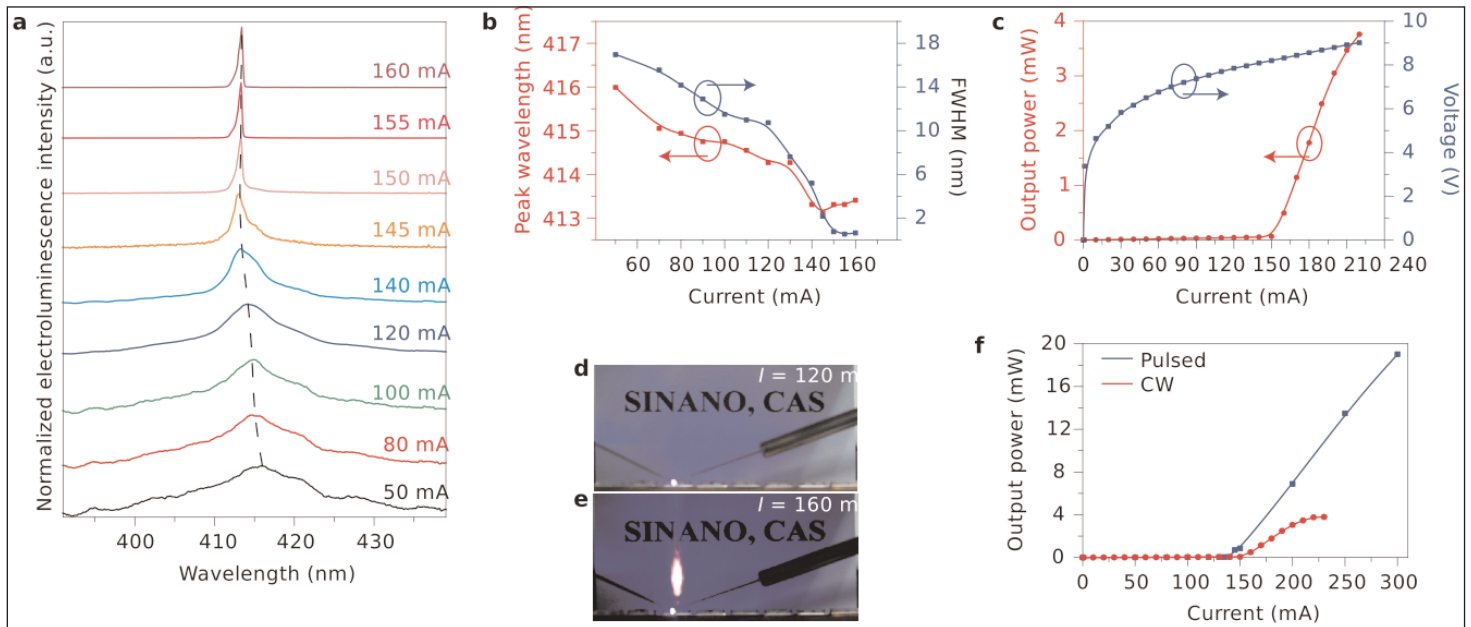 a
Normalized electroluminescence intensity (a.u.)
160 mA
155 mA
150 mA
145 mA
140 mA
120 mA
100 mA
80 mA
50 mA
400 410 420 430
Wavelength (nm)
b
Peak wavelength (nm)
417
416
415
414
413
18
14
10
6
2
FWHM (nm)
60 80 100 120 140 160
Current (mA)
c
Output power (mW)
4
3
2
1
0
10
8
6
4
2
0
Voltage (V)
0 30 60 90 120 150 180 210 240
Current (mA)
d
I = 120 m
SINANO, CAS
e
I = 160 m
SINANO, CAS
f
Pulsed
CW
Output power (mW)
20
16
12
8
4
0
0 50 100 150 200 250 300
Current (mA)